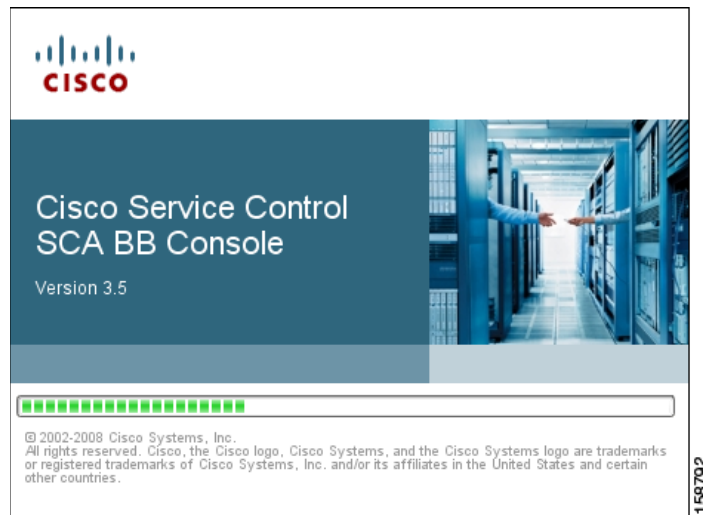 CISCO
Cisco Service Control
SCA BB Console
Version 3.5
© 2002-2008 Cisco Systems, Inc.
All rights reserved. Cisco, the Cisco logo, Cisco Systems, and the Cisco Systems logo are trademarks
or registered trademarks of Cisco Systems, Inc. and/or its affiliates in the United States and certain
other countries.
158792